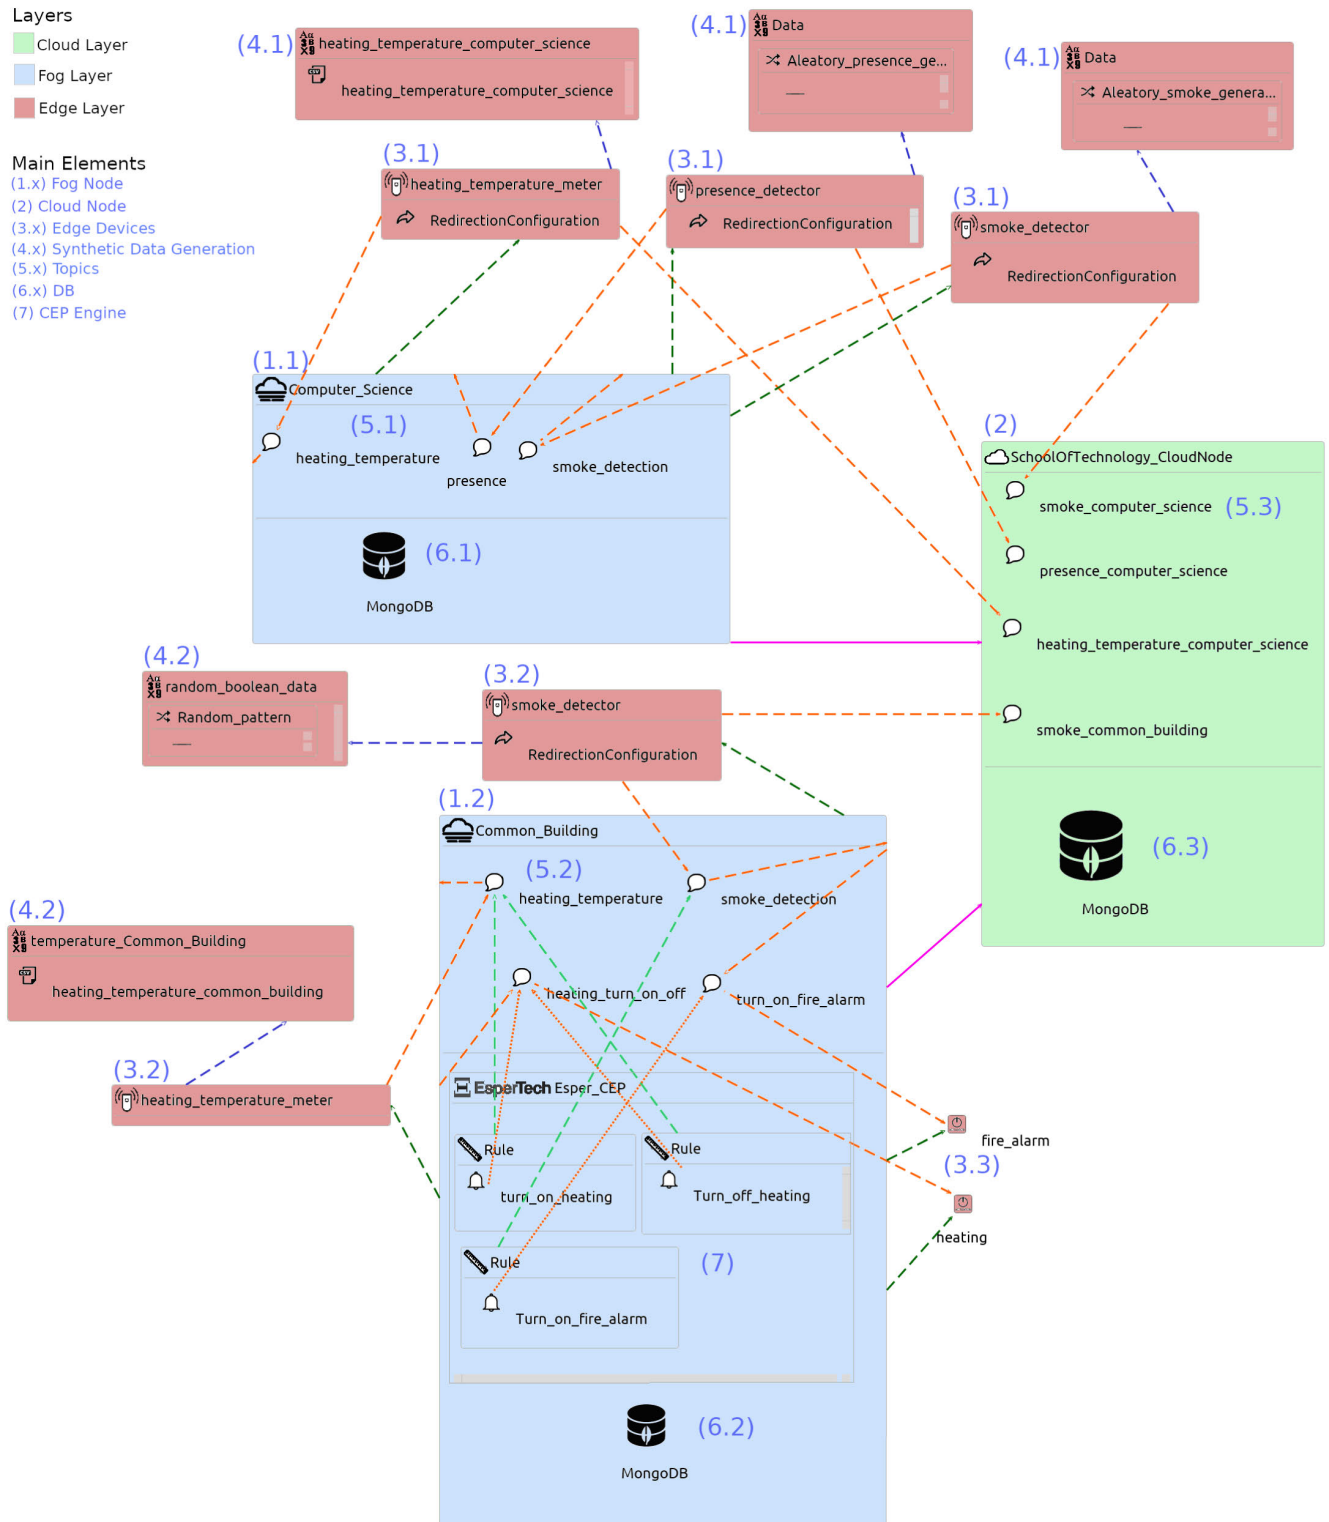 Layers
Cloud Layer
Fog Layer
Edge Layer
Main Elements
(1.x) Fog Node
(2) Cloud Node
(3.x) Edge Devices
(4.x) Synthetic Data Generation
(5.x) Topics
(6.x) DB
(7) CEP Engine
(4.1)
heating_temperature_computer_science
heating_temperature_computer_science
(4.1)
Data
Aleatory_presence_ge...
(4.1)
Data
Aleatory_smoke_genera...
(3.1)
heating_temperature_meter
RedirectionConfiguration
(3.1)
presence_detector
RedirectionConfiguration
(3.1)
smoke_detector
RedirectionConfiguration
(1.1)
Computer_Science
(5.1)
heating_temperature
presence
smoke_detection
(6.1)
MongoDB
(2)
SchoolOfTechnology_CloudNode
smoke_computer_science
(5.3)
presence_computer_science
heating_temperature_computer_science
smoke_common_building
(6.3)
MongoDB
(4.2)
random_boolean_data
Random_pattern
(3.2)
smoke_detector
RedirectionConfiguration
(1.2)
Common_Building
(5.2)
heating_temperature
smoke_detection
heating_turn_on_off
turn_on_fire_alarm
(4.2)
temperature_Common_Building
heating_temperature_common_building
(3.2)
heating_temperature_meter
EsperTech Esper_CEP
Rule
turn_on_heating
Rule
Turn_off_heating
Rule
Turn_on_fire_alarm
(7)
fire_alarm
(3.3)
heating
(6.2)
MongoDB